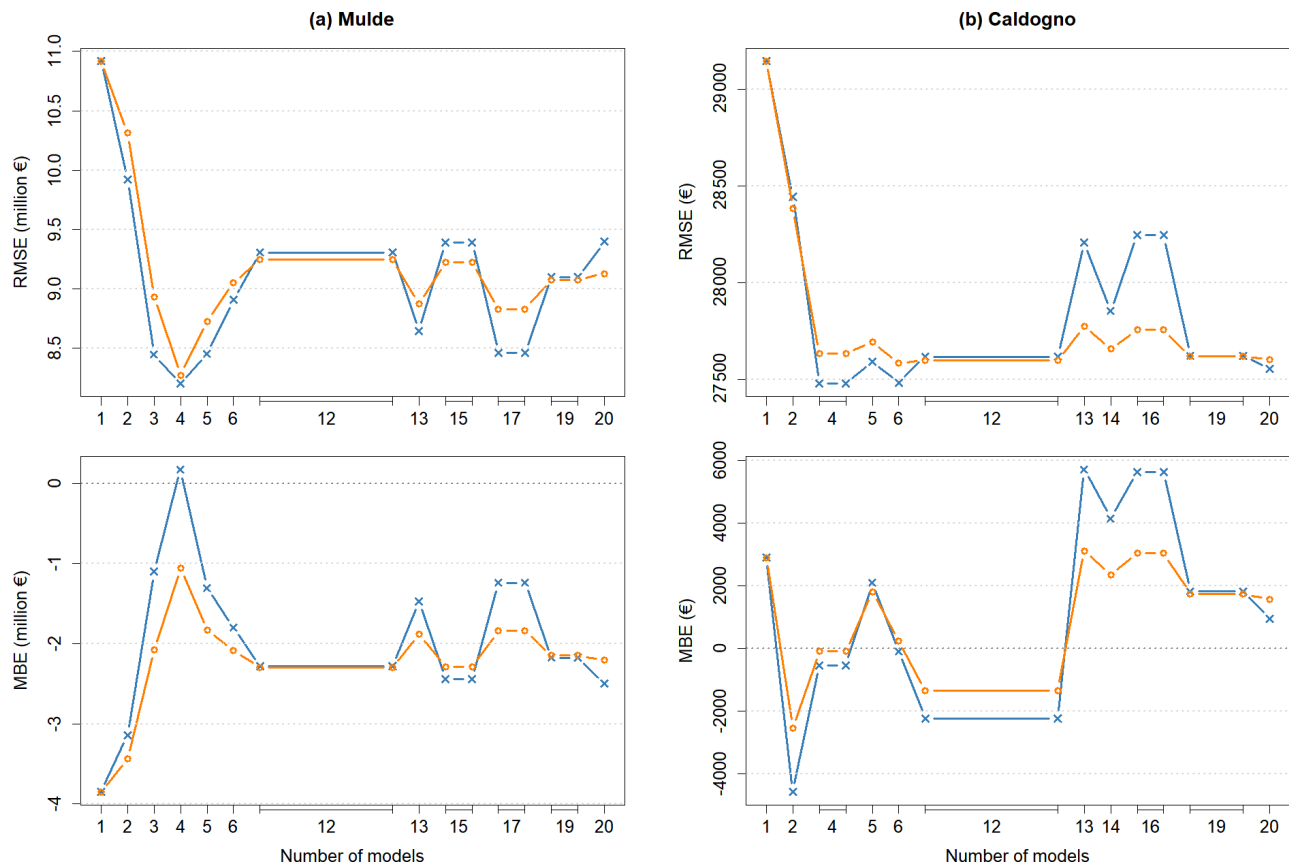 (a) Mulde
RMSE (million €)
11.0
10.5
10.0
9.5
9.0
8.5
1 2 3 4 5 6 12 13 15 17 19 20
MBE (million €)
0
-1
-2
-3
-4
1 2 3 4 5 6 12 13 15 17 19 20
Number of models
(b) Caldogno
RMSE (€)
29000
28500
28000
27500
1 2 4 5 6 12 13 14 16 19 20
MBE (€)
6000
4000
2000
0
-2000
-4000
1 2 4 5 6 12 13 14 16 19 20
Number of models